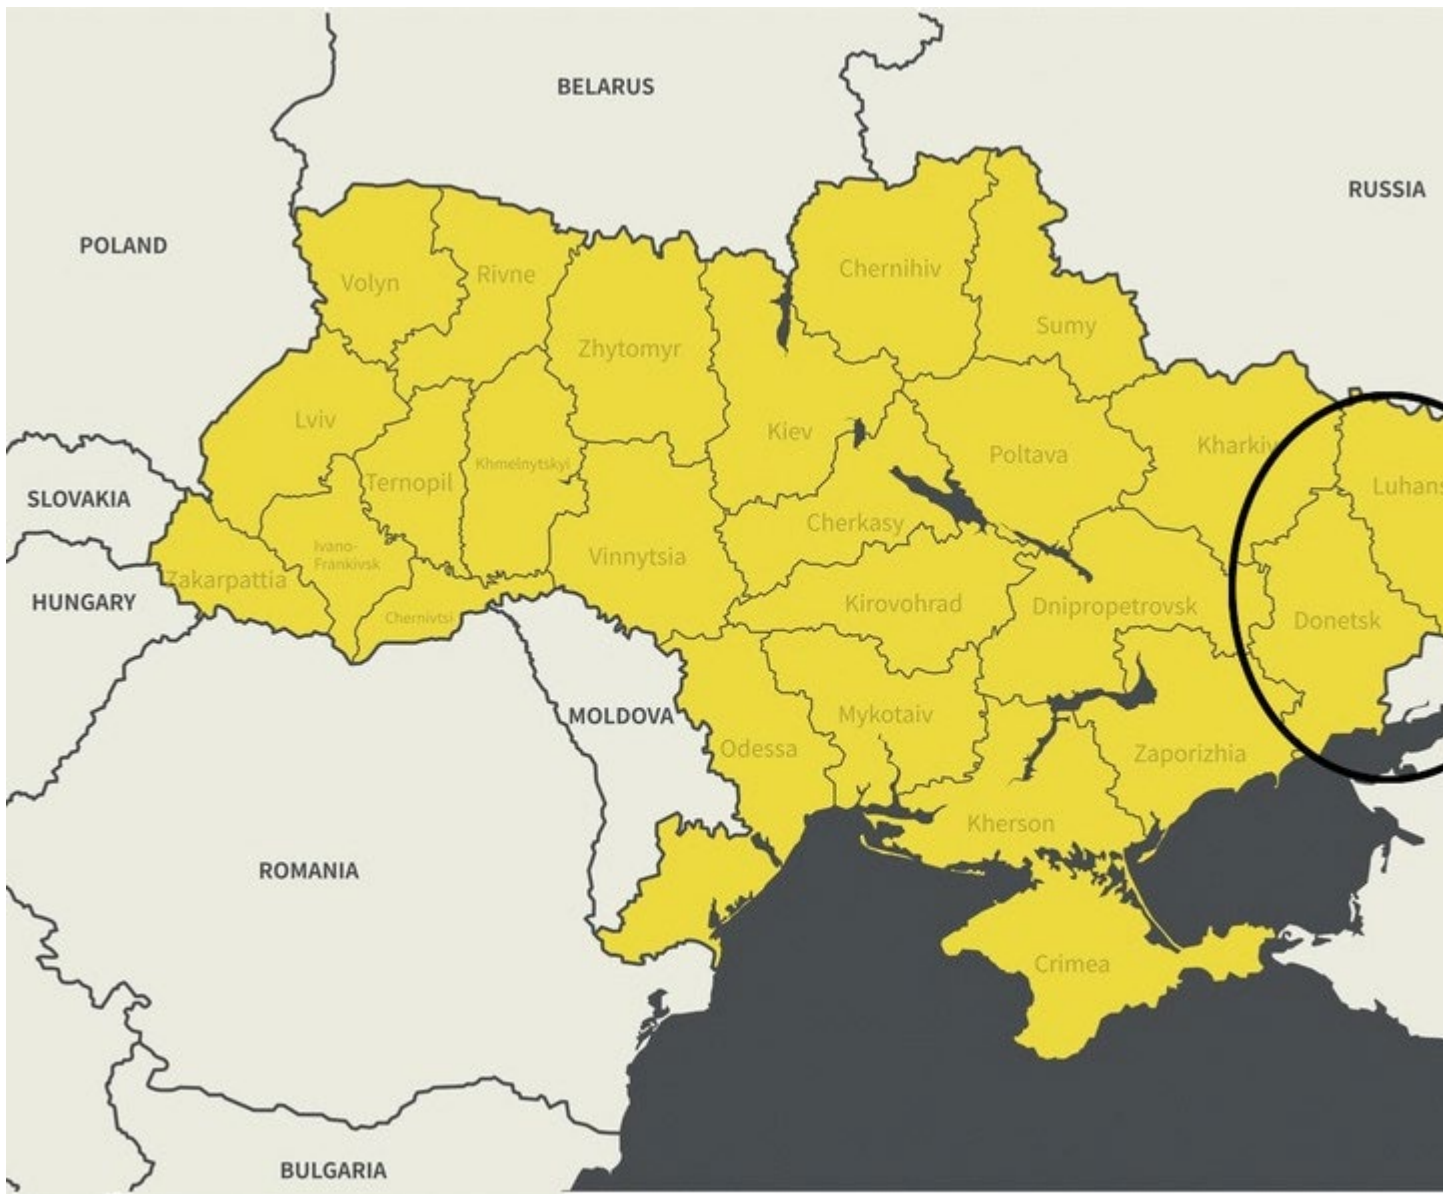 BELARUS
RUSSIA
POLAND
Chernihiv
Volyn
Rivne
Sumy
Zhytomyr
Lviv
Kiev
Kharkiv
Poltava
Khmelnytskyi
Ternopil
Luhans
SLOVAKIA
Cherkasy
Ivano-
Frankivsk
Vinnytsia
Zakarpattia
HUNGARY
Kirovohrad
Dnipropetrovsk
Chernivtsi
Donetsk
MOLDOVA
Mykotaiv
Odessa
Zaporizhia
Kherson
ROMANIA
Crimea
BULGARIA